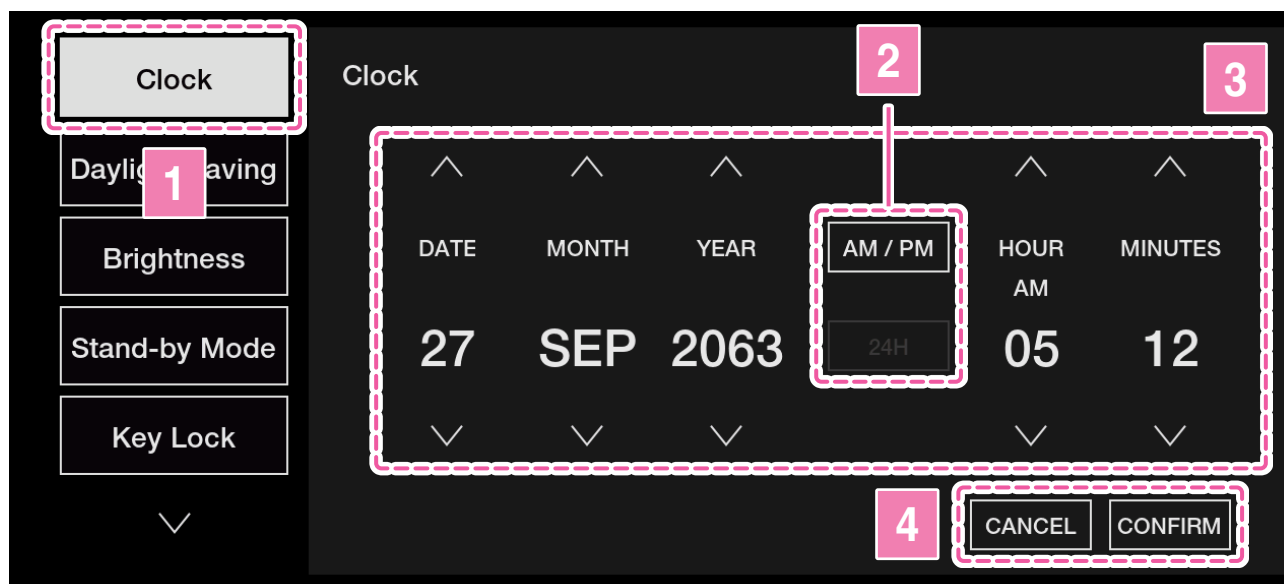 Clock
Daylig
aving
1
Brightness
Stand-by Mode
Key Lock
Clock
2
3
DATE MONTH YEAR AM / PM HOUR MINUTES
AM
27 SEP 2063 24H 05 12
4
CANCEL CONFIRM